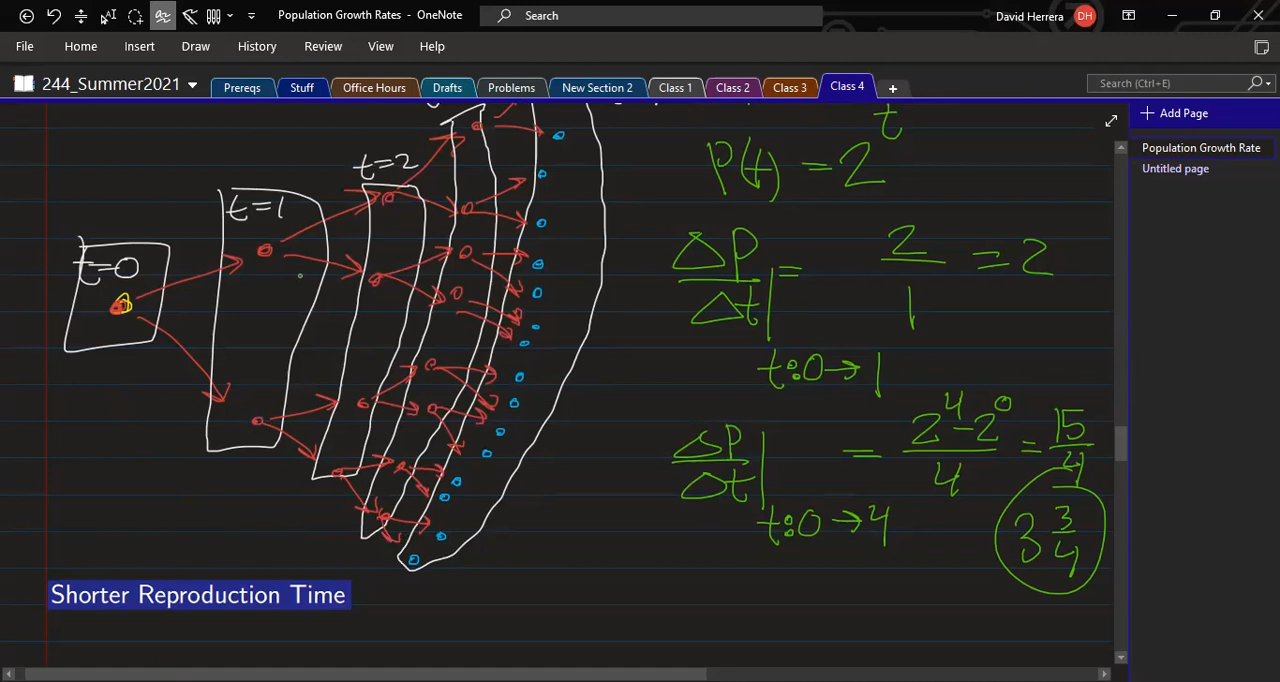 Population Growth Rates - OneNote
Search
David Herrera
DH
File Home Insert Draw History Review View Help
244_Summer2021
Prereqs
Stuff
Office Hours
Drafts
Problems
New Section 2
Class 1
Class 2
Class 3
Class 4
+
Search (Ctrl+E)
Add Page
Population Growth Rate
Untitled page
t=0
t=1
t=2
t
P(t) = 2
Δp/Δt | t:0→1 = 2/1 = 2
Δp/Δt | t:0→4 = (2^4 - 2^0)/4 = 15/4
3 3/4
Shorter Reproduction Time